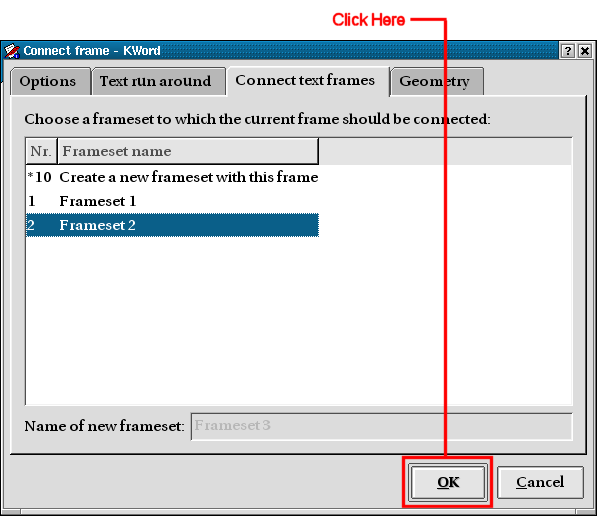 Click Here
Connect frame - KWord
Options Text run around Connect text frames Geometry
Choose a frameset to which the current frame should be connected:
Nr. Frameset name
*10 Create a new frameset with this frame
1 Frameset 1
2 Frameset 2
Name of new frameset: Frameset 3
OK Cancel